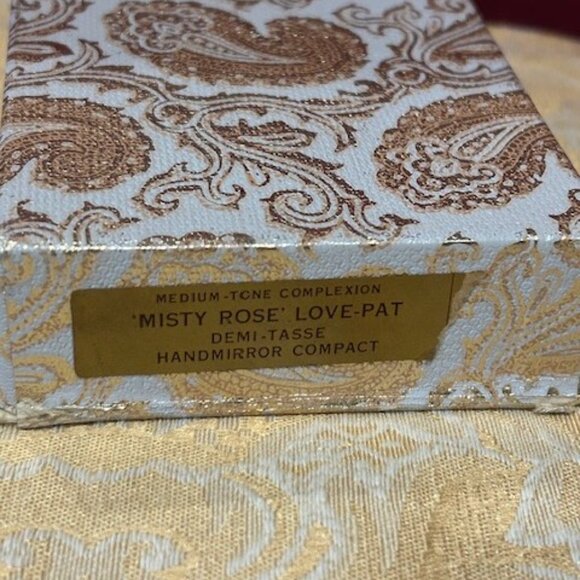 MEDIUM-TONE COMPLEXION
'MISTY ROSE' LOVE-PAT
DEMI-TASSE
HANDMIRROR COMPACT